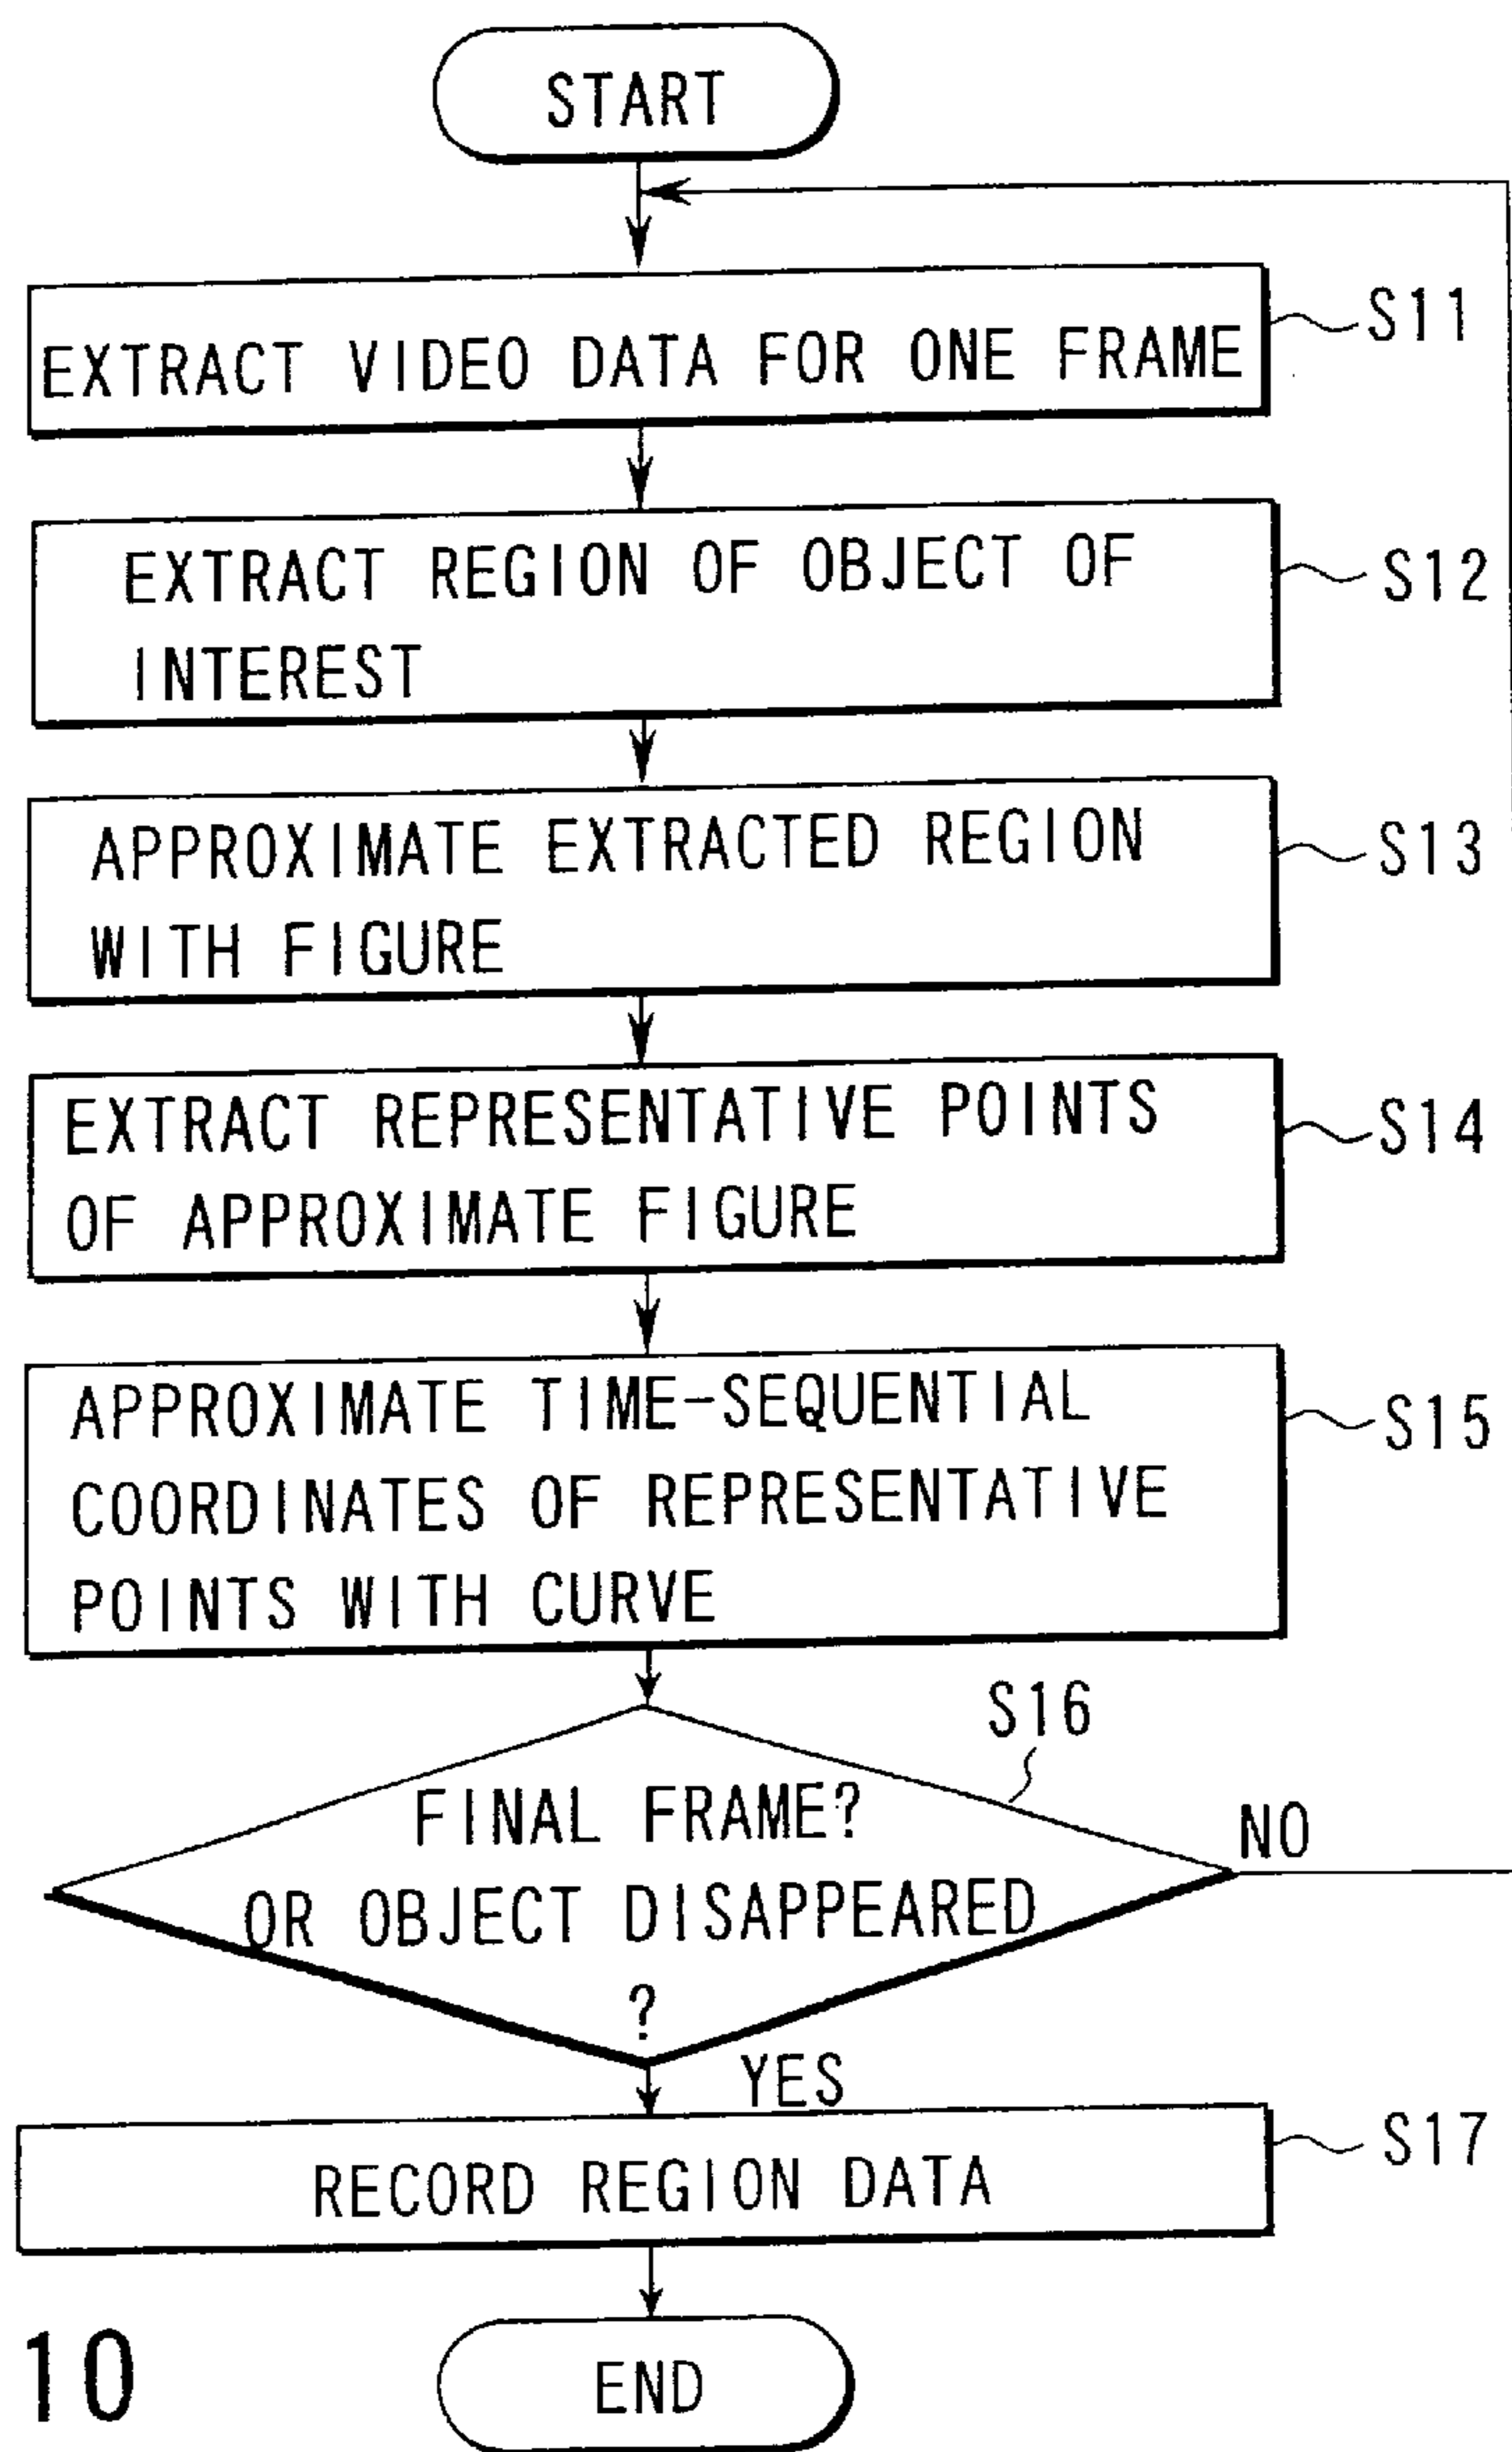 START
EXTRACT VIDEO DATA FOR ONE FRAME
S11
EXTRACT REGION OF OBJECT OF
INTEREST
S12
APPROXIMATE EXTRACTED REGION
WITH FIGURE
S13
EXTRACT REPRESENTATIVE POINTS
OF APPROXIMATE FIGURE
S14
APPROXIMATE TIME-SEQUENTIAL
COORDINATES OF REPRESENTATIVE
POINTS WITH CURVE
S15
S16
FINAL FRAME?
OR OBJECT DISAPPEARED
?
NO
YES
RECORD REGION DATA
S17
END
10